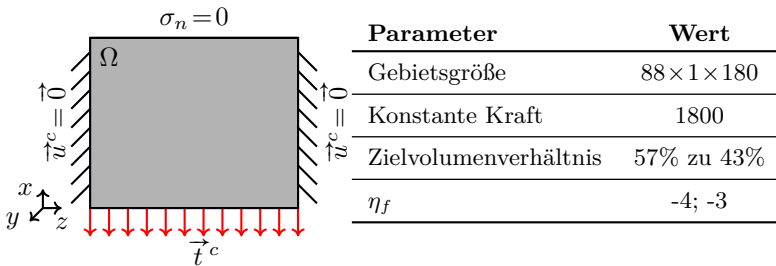 σₙ = 0
Ω
u⃗ᶜ = 0⃗
u⃗ᶜ = 0⃗
x
y
z
t⃗ᶜ
Parameter Wert
Gebietsgröße 88×1×180
Konstante Kraft 1800
Zielvolumenverhältnis 57% zu 43%
η_f -4; -3